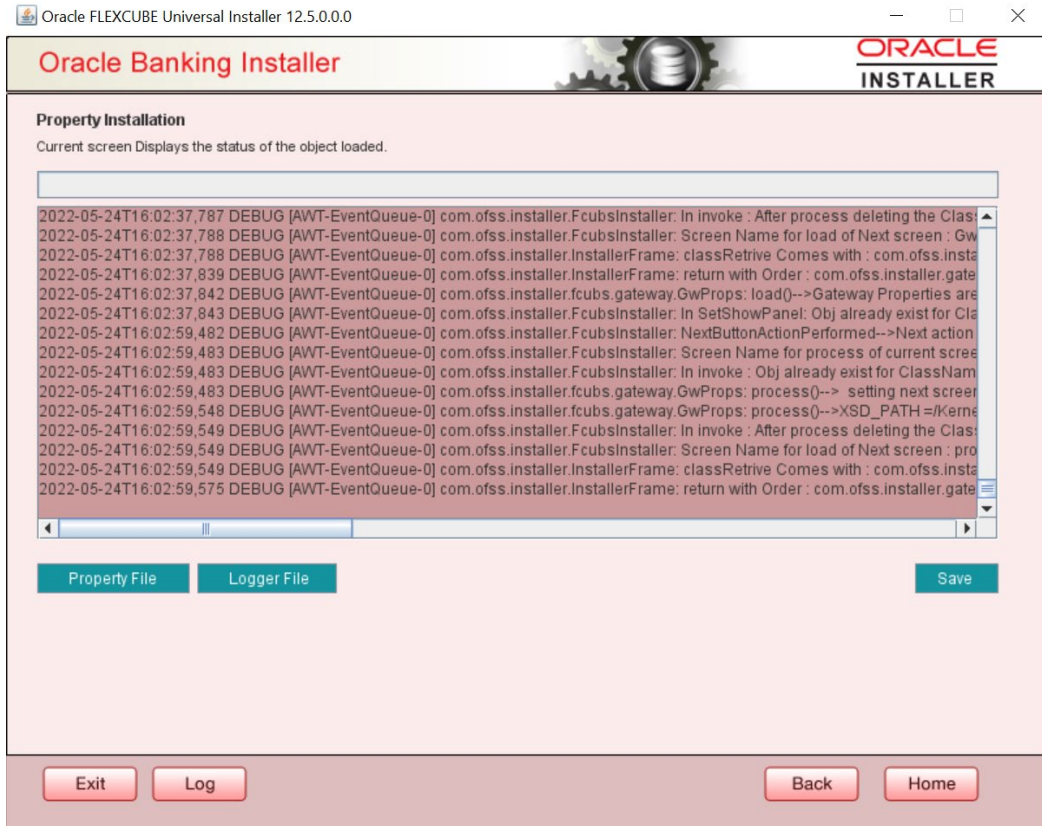 Oracle FLEXCUBE Universal Installer 12.5.0.0.0
Oracle Banking Installer
ORACLE
INSTALLER
Property Installation
Current screen Displays the status of the object loaded.
2022-05-24T16:02:37,787 DEBUG [AWT-EventQueue-0] com.ofss.installer.FcubsInstaller: In invoke : After process deleting the Clas
2022-05-24T16:02:37,788 DEBUG [AWT-EventQueue-0] com.ofss.installer.FcubsInstaller: Screen Name for load of Next screen : Gw
2022-05-24T16:02:37,788 DEBUG [AWT-EventQueue-0] com.ofss.installer.InstallerFrame: classRetrive Comes with : com.ofss.insta
2022-05-24T16:02:37,839 DEBUG [AWT-EventQueue-0] com.ofss.installer.InstallerFrame: return with Order : com.ofss.installer.gate
2022-05-24T16:02:37,842 DEBUG [AWT-EventQueue-0] com.ofss.installer.fcubs.gateway.GwProps: load()-->Gateway Properties are
2022-05-24T16:02:37,843 DEBUG [AWT-EventQueue-0] com.ofss.installer.FcubsInstaller: In SetShowPanel: Obj already exist for Cla
2022-05-24T16:02:59,482 DEBUG [AWT-EventQueue-0] com.ofss.installer.FcubsInstaller: NextButtonActionPerformed-->Next action
2022-05-24T16:02:59,483 DEBUG [AWT-EventQueue-0] com.ofss.installer.FcubsInstaller: Screen Name for process of current scree
2022-05-24T16:02:59,483 DEBUG [AWT-EventQueue-0] com.ofss.installer.FcubsInstaller: In invoke : Obj already exist for ClassNam
2022-05-24T16:02:59,483 DEBUG [AWT-EventQueue-0] com.ofss.installer.fcubs.gateway.GwProps: process()--> setting next screen
2022-05-24T16:02:59,548 DEBUG [AWT-EventQueue-0] com.ofss.installer.fcubs.gateway.GwProps: process()-->XSD_PATH =/Kerne
2022-05-24T16:02:59,549 DEBUG [AWT-EventQueue-0] com.ofss.installer.FcubsInstaller: In invoke : After process deleting the Clas
2022-05-24T16:02:59,549 DEBUG [AWT-EventQueue-0] com.ofss.installer.FcubsInstaller: Screen Name for load of Next screen : pro
2022-05-24T16:02:59,549 DEBUG [AWT-EventQueue-0] com.ofss.installer.InstallerFrame: classRetrive Comes with : com.ofss.insta
2022-05-24T16:02:59,575 DEBUG [AWT-EventQueue-0] com.ofss.installer.InstallerFrame: return with Order : com.ofss.installer.gate
Property File Logger File Save
Exit Log Back Home